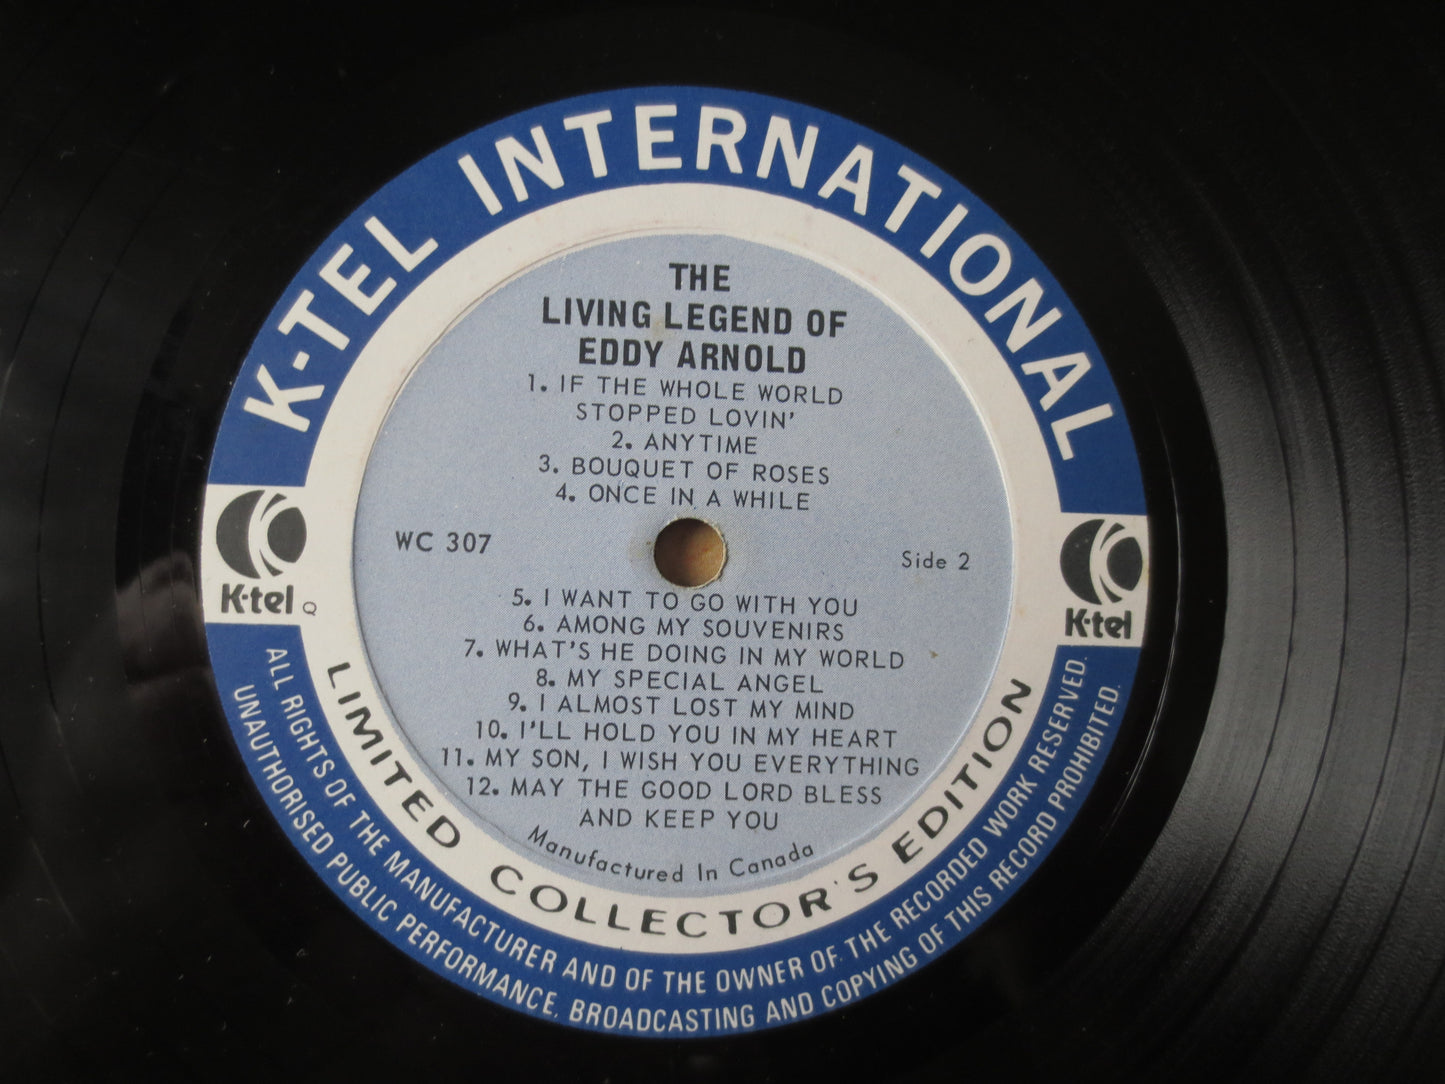 K-TEL INTERNATIONAL
THE
LIVING LEGEND OF
EDDY ARNOLD
1. IF THE WHOLE WORLD
STOPPED LOVIN'
2. ANYTIME
3. BOUQUET OF ROSES
4. ONCE IN A WHILE
WC 307
Side 2
K-tel Q
K-tel
5. I WANT TO GO WITH YOU
6. AMONG MY SOUVENIRS
7. WHAT'S HE DOING IN MY WORLD
8. MY SPECIAL ANGEL
9. I ALMOST LOST MY MIND
10. I'LL HOLD YOU IN MY HEART
11. MY SON, I WISH YOU EVERYTHING
12. MAY THE GOOD LORD BLESS
AND KEEP YOU
Manufactured In Canada
LIMITED COLLECTOR'S EDITION
ALL RIGHTS OF THE MANUFACTURER AND OF THE OWNER OF THE RECORDED WORK RESERVED.
UNAUTHORISED PUBLIC PERFORMANCE, BROADCASTING AND COPYING OF THIS RECORD PROHIBITED.